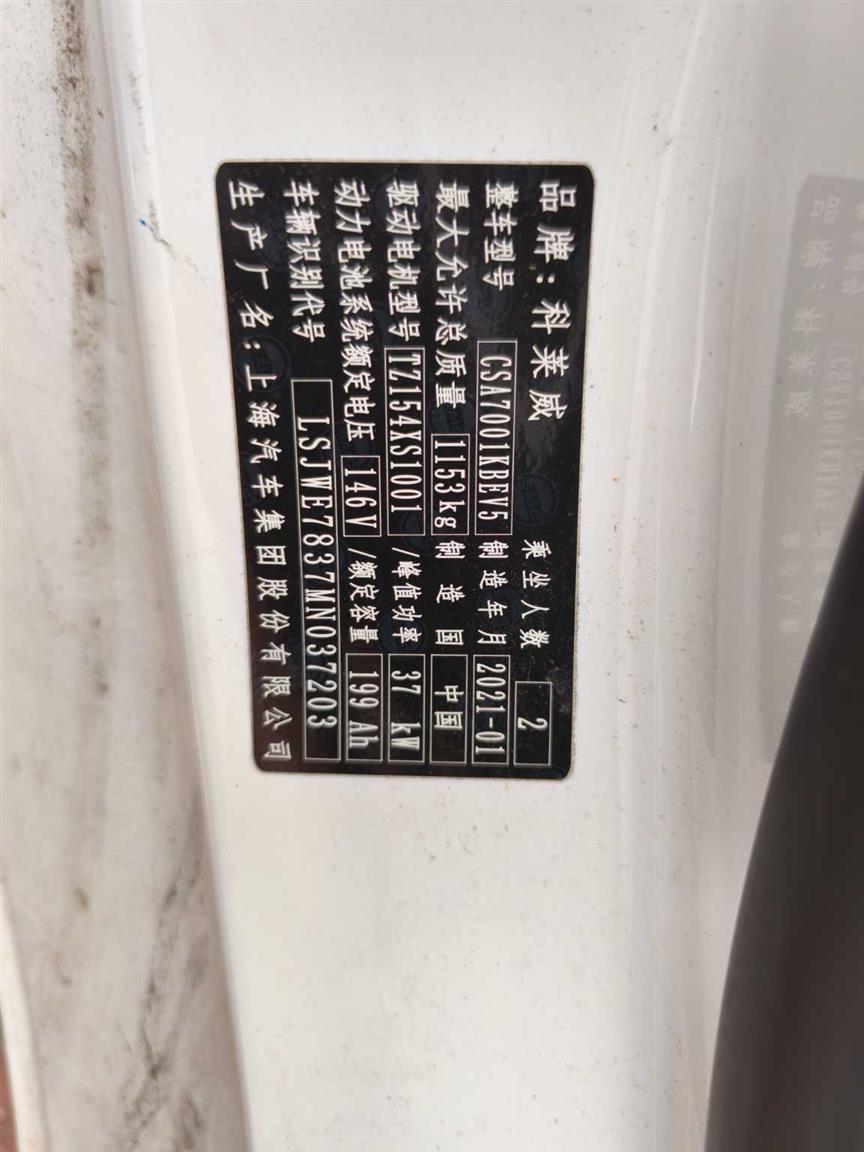 品牌：科莱威 乘坐人数 2
整车型号 CSA7001KBEV5 制造年月 2021-01
最大允许总质量 1153kg 制造国 中国
驱动电机型号 TZ154XS1001 /峰值功率 37 kW
动力电池系统额定电压 146V /额定容量 199 Ah
车辆识别代号 LSJWE7837MN037203
生产厂名：上海汽车集团股份有限公司